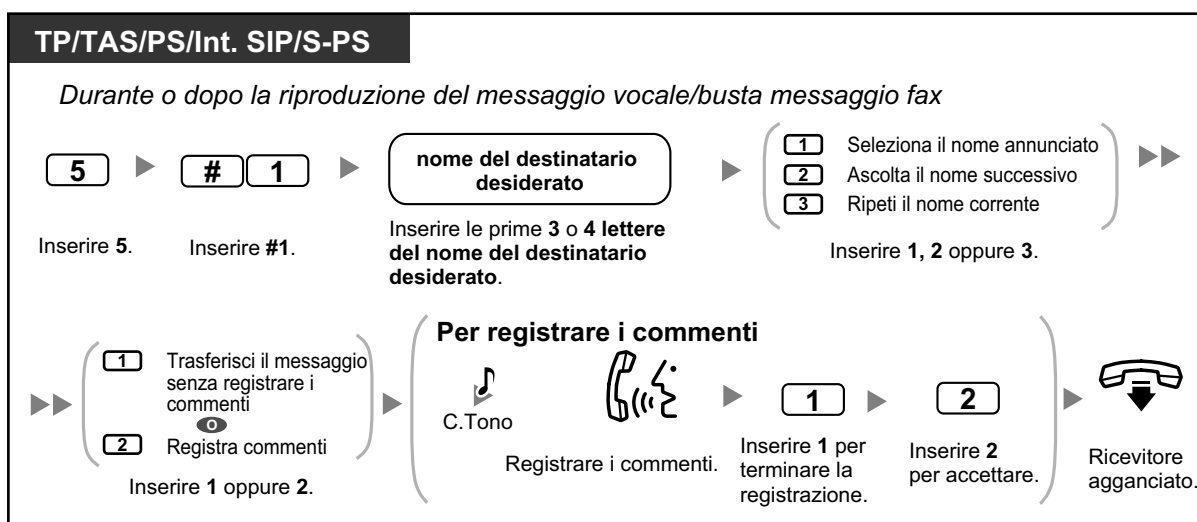 TP/TAS/PS/Int. SIP/S-PS
Durante o dopo la riproduzione del messaggio vocale/busta messaggio fax
5
Inserire 5.
# 1
Inserire #1.
nome del destinatario
desiderato
Inserire le prime 3 o 4 lettere
del nome del destinatario
desiderato.
1 Seleziona il nome annunciato
2 Ascolta il nome successivo
3 Ripeti il nome corrente
Inserire 1, 2 oppure 3.
1 Trasferisci il messaggio
senza registrare i
commenti
O
2 Registra commenti
Inserire 1 oppure 2.
Per registrare i commenti
C.Tono
Registrare i commenti.
1
Inserire 1 per
terminare la
registrazione.
2
Inserire 2
per accettare.
Ricevitore
agganciato.